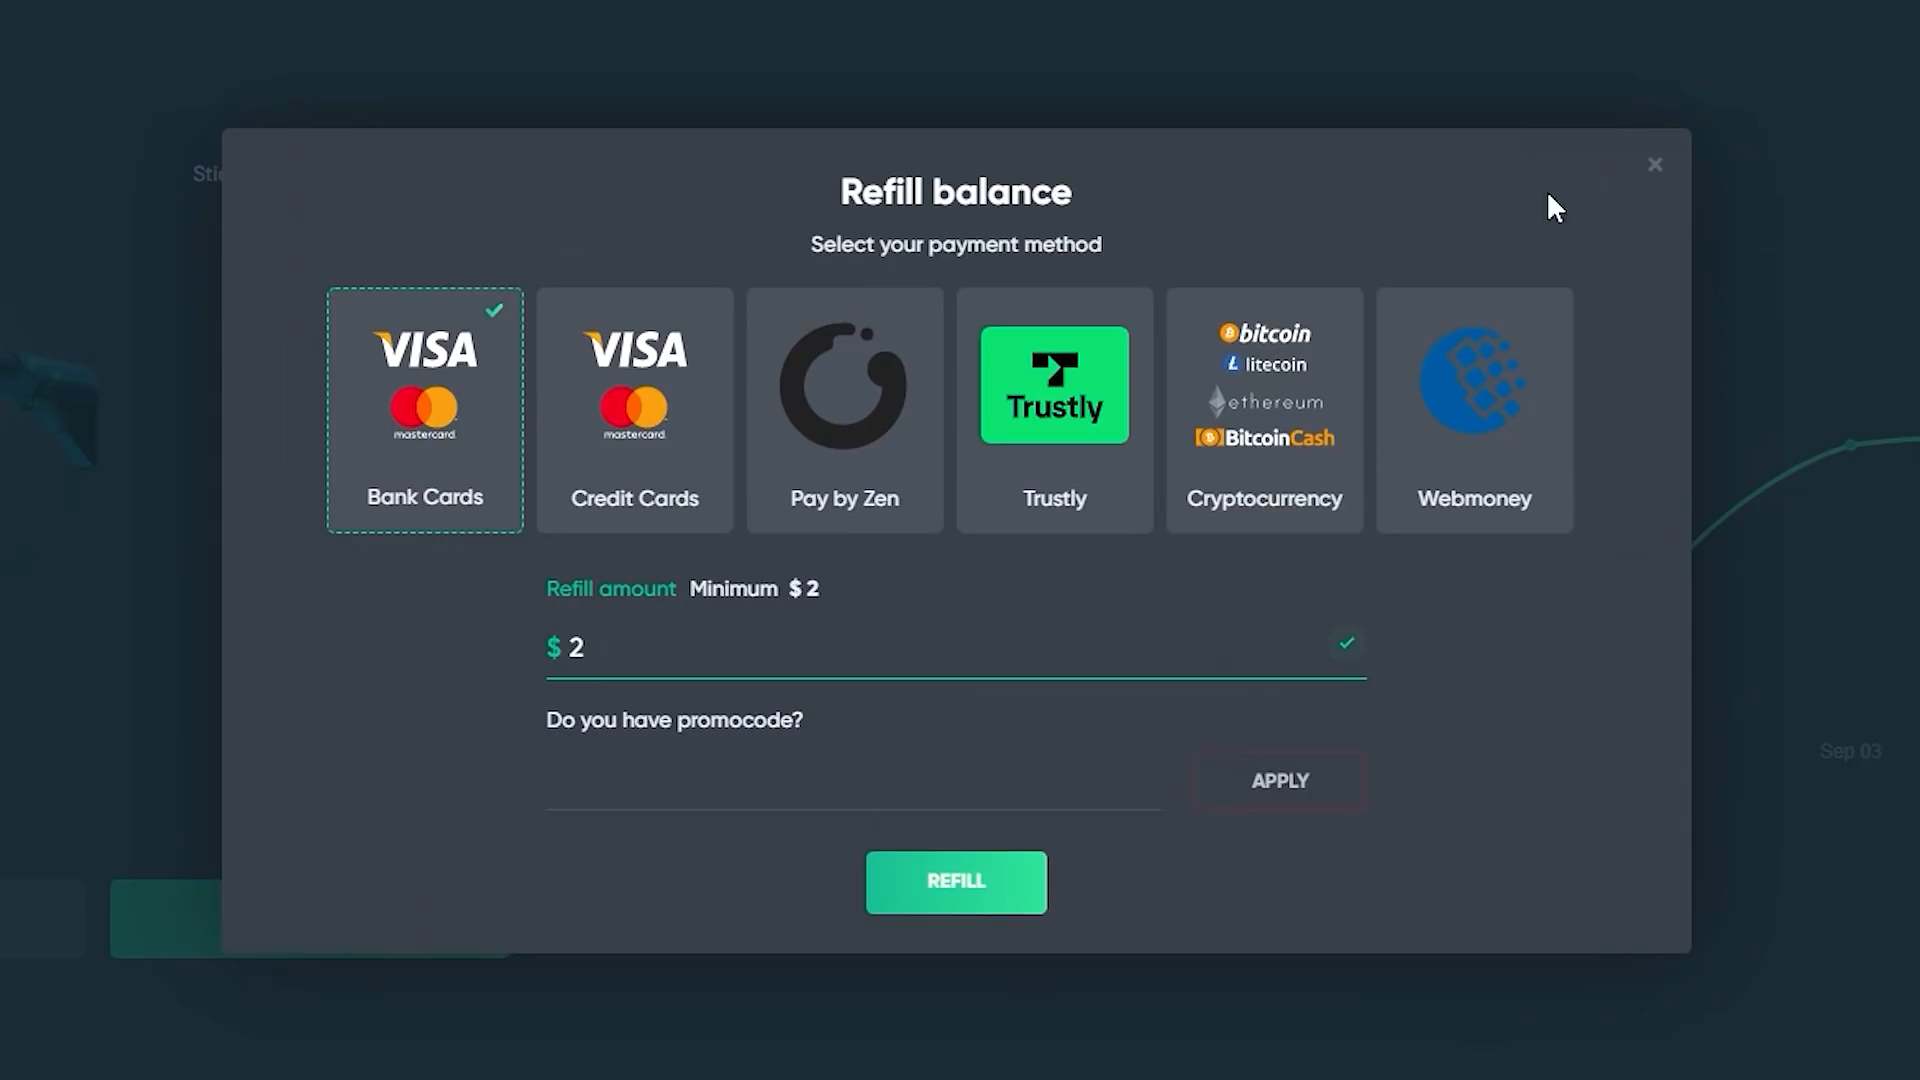 Refill balance
Select your payment method
VISA
mastercard.
Bank Cards
VISA
mastercard.
Credit Cards
Pay by Zen
Trustly
Trustly
bitcoin
litecoin
ethereum
BitcoinCash
Cryptocurrency
Webmoney
Refill amount Minimum $ 2
$ 2
Do you have promocode?
APPLY
REFILL
Sep 03